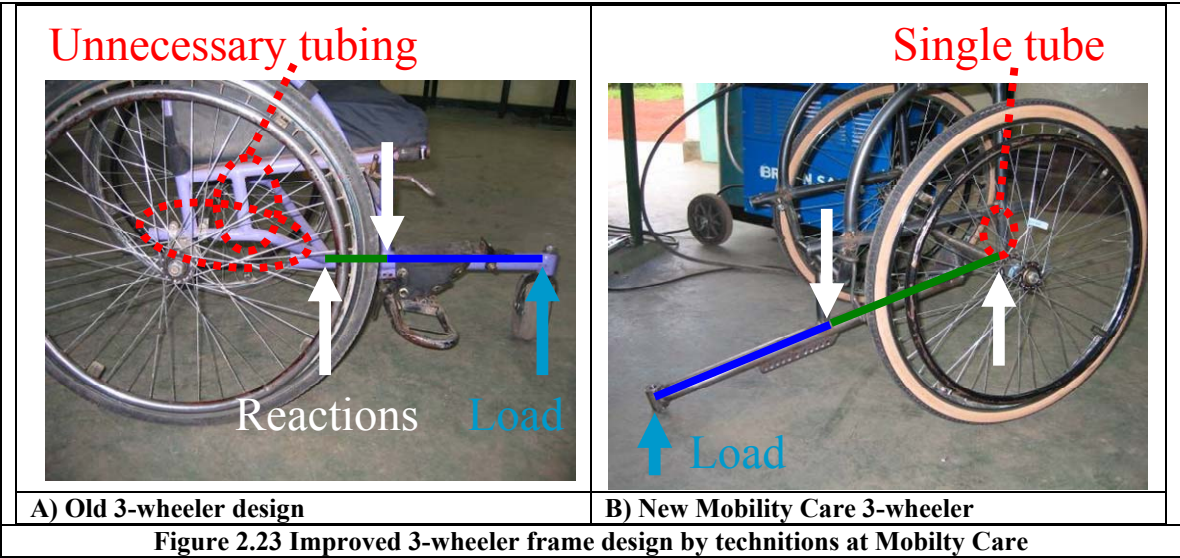 Unnecessary tubing
Single tube
Reactions
Load
Load
A) Old 3-wheeler design
B) New Mobility Care 3-wheeler
Figure 2.23 Improved 3-wheeler frame design by technitions at Mobilty Care